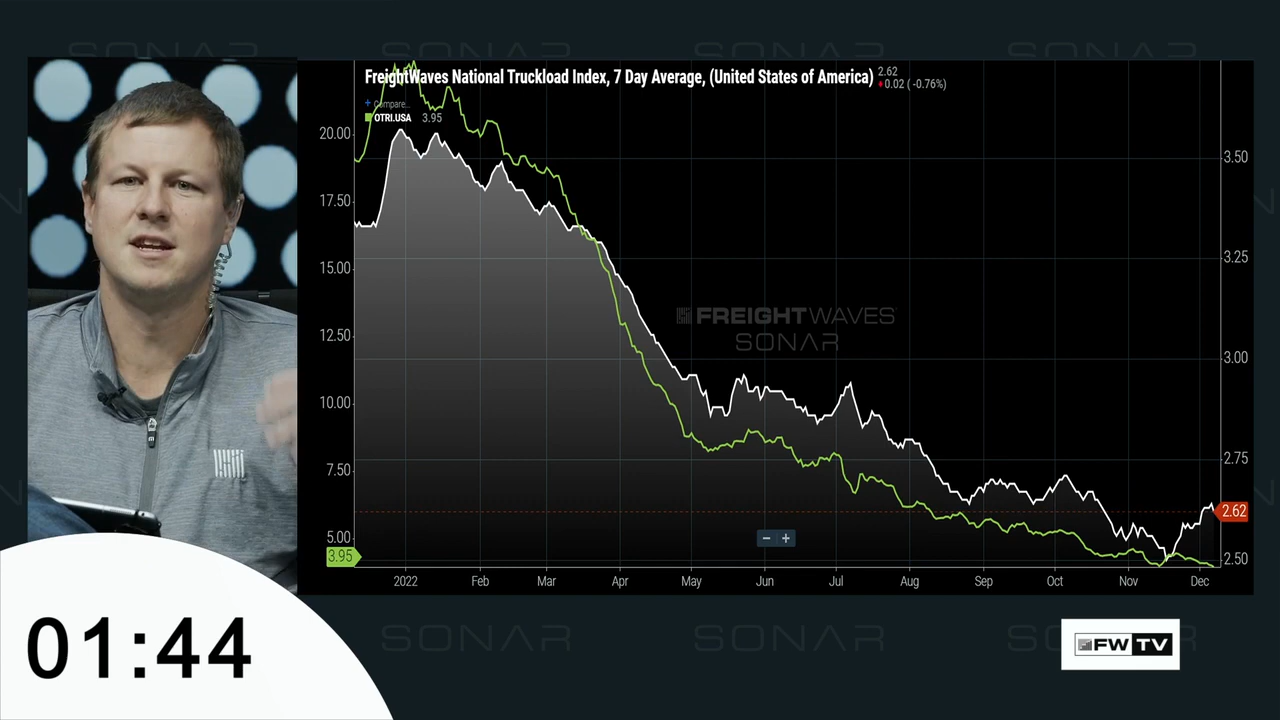 SONAR SONAR SONAR SONAR
FreightWaves National Truckload Index, 7 Day Average, (United States of America) 2.62
0.02 ( -0.76%)
+ Compare...
OTRI.USA 3.95
20.00
17.50
15.00
12.50
10.00
7.50
5.00
3.95
3.50
3.25
3.00
2.75
2.62
2.50
FREIGHTWAVES
SONAR
− +
2022 Feb Mar Apr May Jun Jul Aug Sep Oct Nov Dec
SONAR SONAR
01:44
FWTV